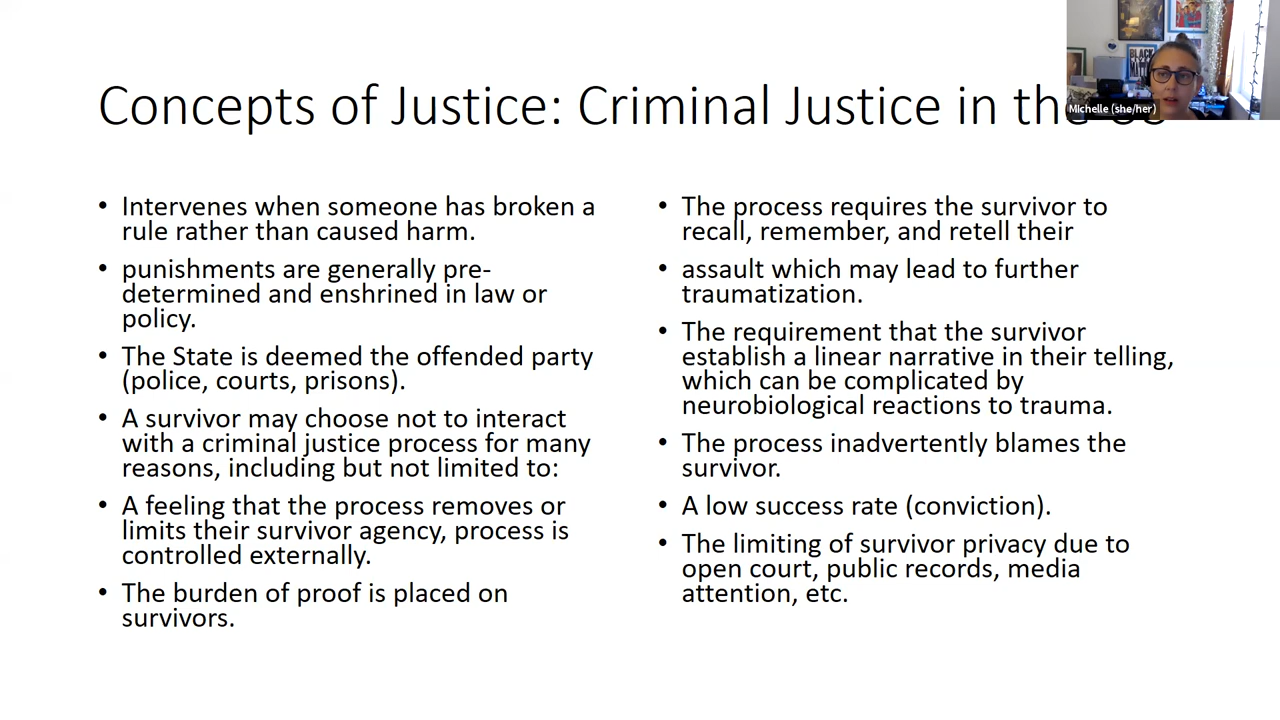 Concepts of Justice: Criminal Justice in the
Michelle (she/her)
• Intervenes when someone has broken a
rule rather than caused harm.
• punishments are generally pre-
determined and enshrined in law or
policy.
• The State is deemed the offended party
(police, courts, prisons).
• A survivor may choose not to interact
with a criminal justice process for many
reasons, including but not limited to:
• A feeling that the process removes or
limits their survivor agency, process is
controlled externally.
• The burden of proof is placed on
survivors.
• The process requires the survivor to
recall, remember, and retell their
• assault which may lead to further
traumatization.
• The requirement that the survivor
establish a linear narrative in their telling,
which can be complicated by
neurobiological reactions to trauma.
• The process inadvertently blames the
survivor.
• A low success rate (conviction).
• The limiting of survivor privacy due to
open court, public records, media
attention, etc.